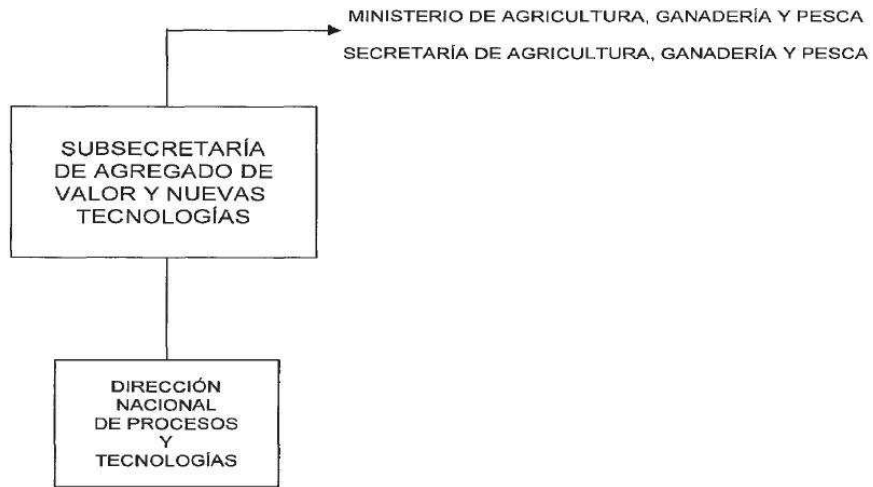 MINISTERIO DE AGRICULTURA, GANADERÍA Y PESCA
SECRETARÍA DE AGRICULTURA, GANADERÍA Y PESCA
SUBSECRETARÍA
DE AGREGADO DE
VALOR Y NUEVAS
TECNOLOGÍAS
DIRECCIÓN
NACIONAL
DE PROCESOS
Y
TECNOLOGÍAS